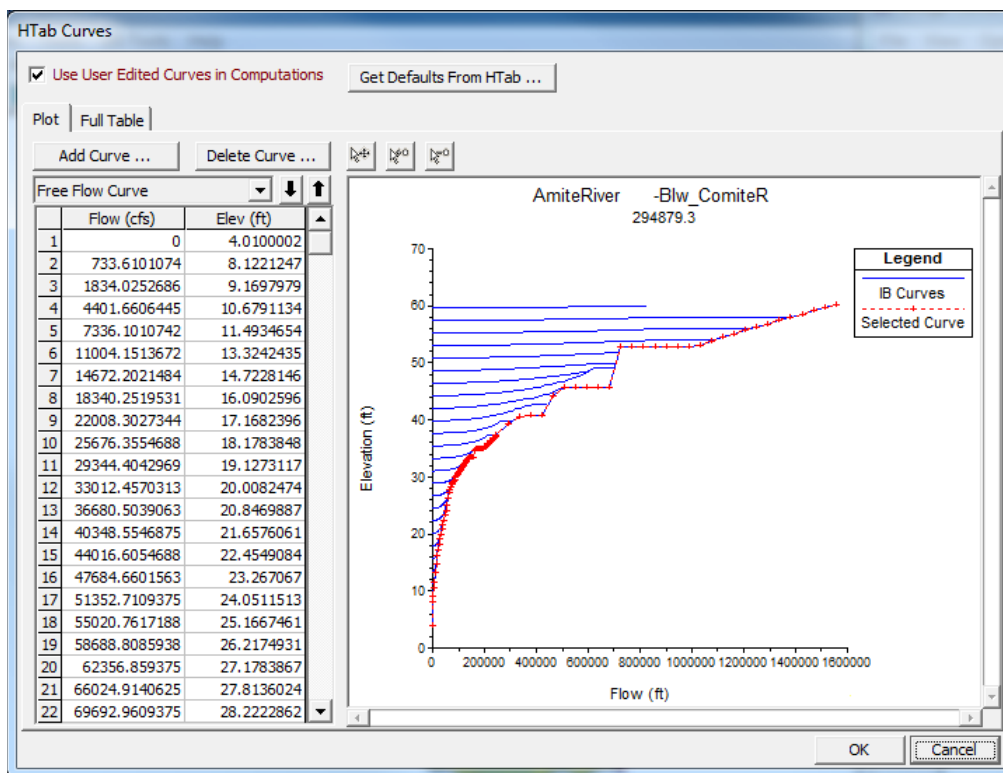 HTab Curves
Use User Edited Curves in Computations
Get Defaults From HTab ...
Plot
Full Table
Add Curve ...
Delete Curve ...
Free Flow Curve
Flow (cfs) Elev (ft)
1 0 4.0100002
2 733.6101074 8.1221247
3 1834.0252686 9.1697979
4 4401.6606445 10.6791134
5 7336.1010742 11.4934654
6 11004.1513672 13.3242435
7 14672.2021484 14.7228146
8 18340.2519531 16.0902596
9 22008.3027344 17.1682396
10 25676.3554688 18.1783848
11 29344.4042969 19.1273117
12 33012.4570313 20.0082474
13 36680.5039063 20.8469887
14 40348.5546875 21.6576061
15 44016.6054688 22.4549084
16 47684.6601563 23.267067
17 51352.7109375 24.0511513
18 55020.7617188 25.1667461
19 58688.8085938 26.2174931
20 62356.859375 27.1783867
21 66024.9140625 27.8136024
22 69692.9609375 28.2222862
AmiteRiver -Blw_ComiteR
294879.3
Legend
IB Curves
Selected Curve
70
60
50
40
30
20
10
0
Elevation (ft)
0 200000 400000 600000 800000 1000000 1200000 1400000 1600000
Flow (ft)
OK
Cancel